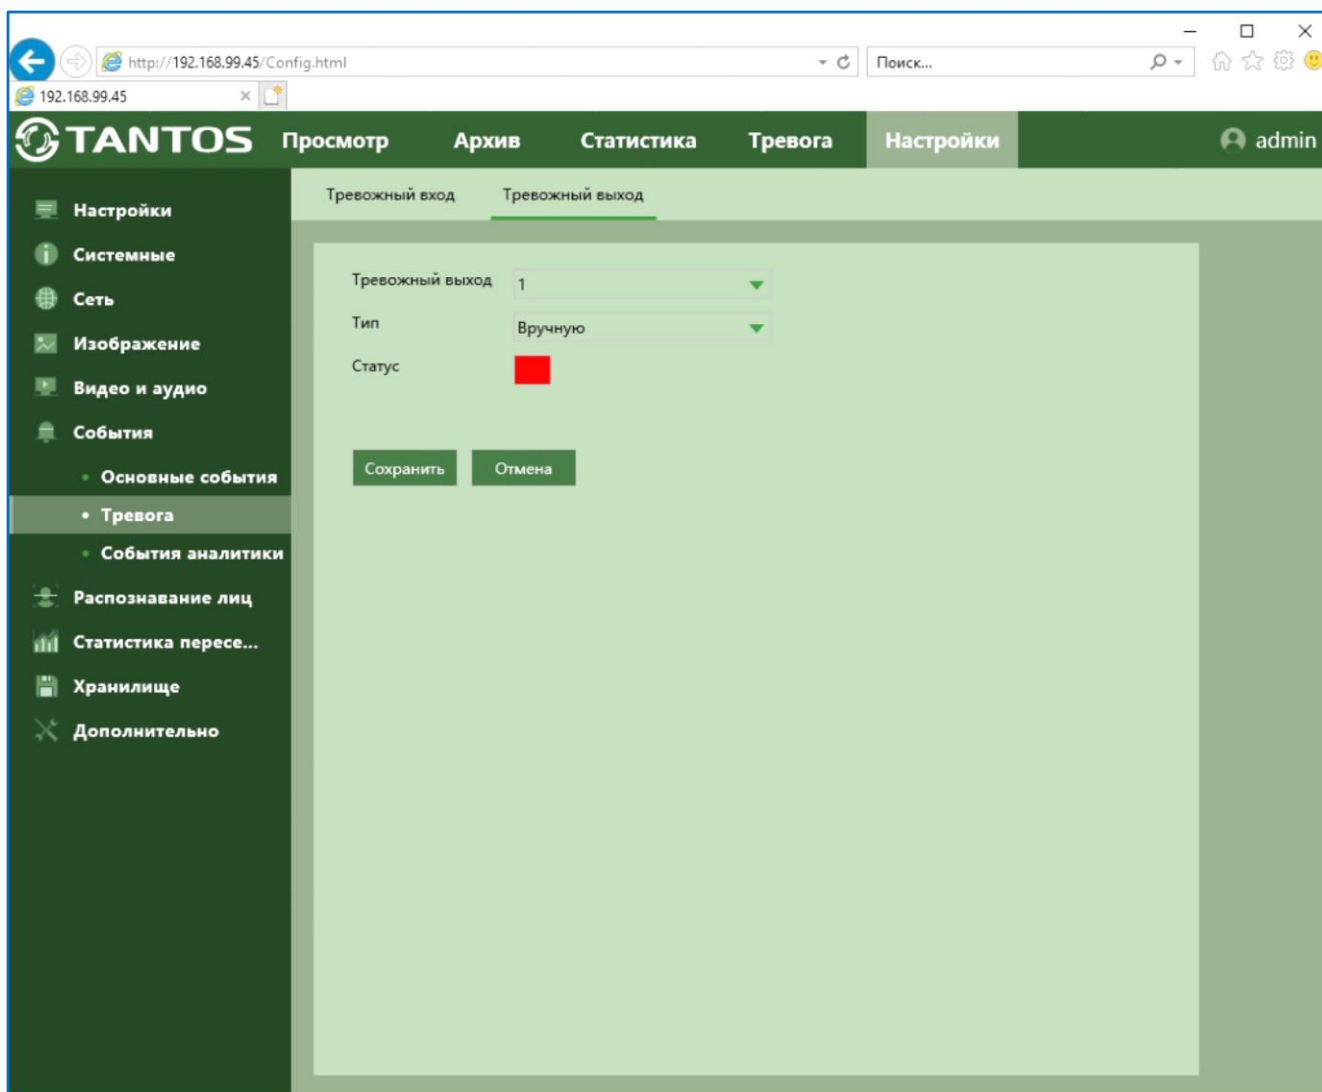 http://192.168.99.45/Config.html
Поиск...
192.168.99.45
TANTOS Просмотр Архив Статистика Тревога Настройки admin
Тревожный вход Тревожный выход
Настройки
Системные
Сеть
Изображение
Видео и аудио
События
Основные события
Тревога
События аналитики
Распознавание лиц
Статистика пересе...
Хранилище
Дополнительно
Тревожный выход 1
Тип Вручную
Статус
Сохранить Отмена